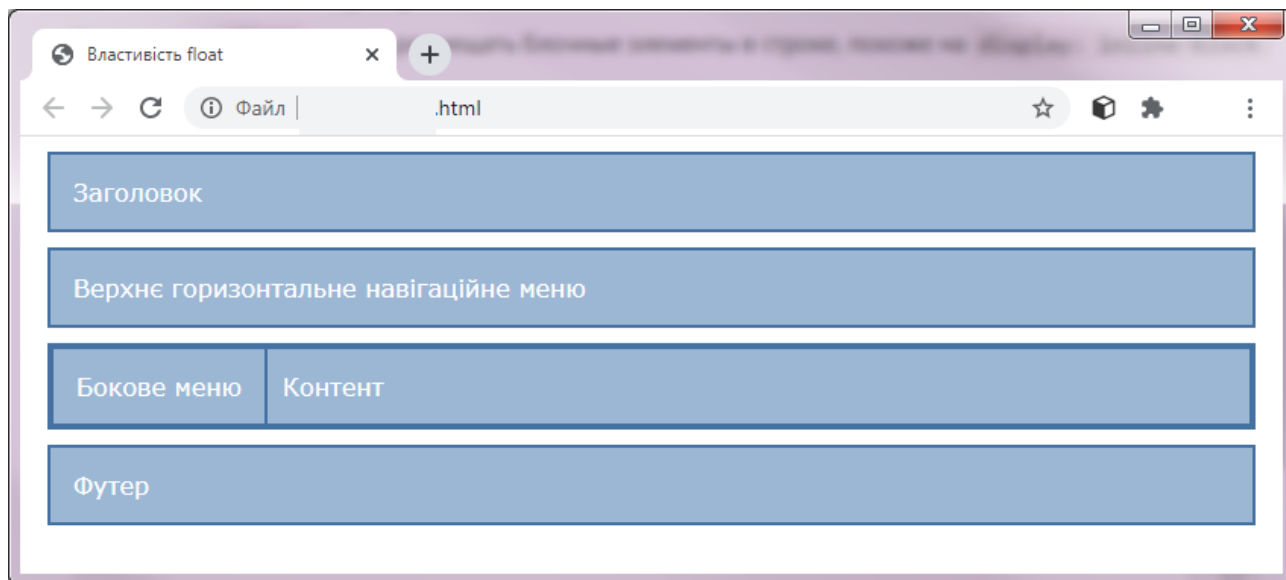 Властивість float
Файл .html
Заголовок
Верхнє горизонтальне навігаційне меню
Бокове меню Контент
Футер